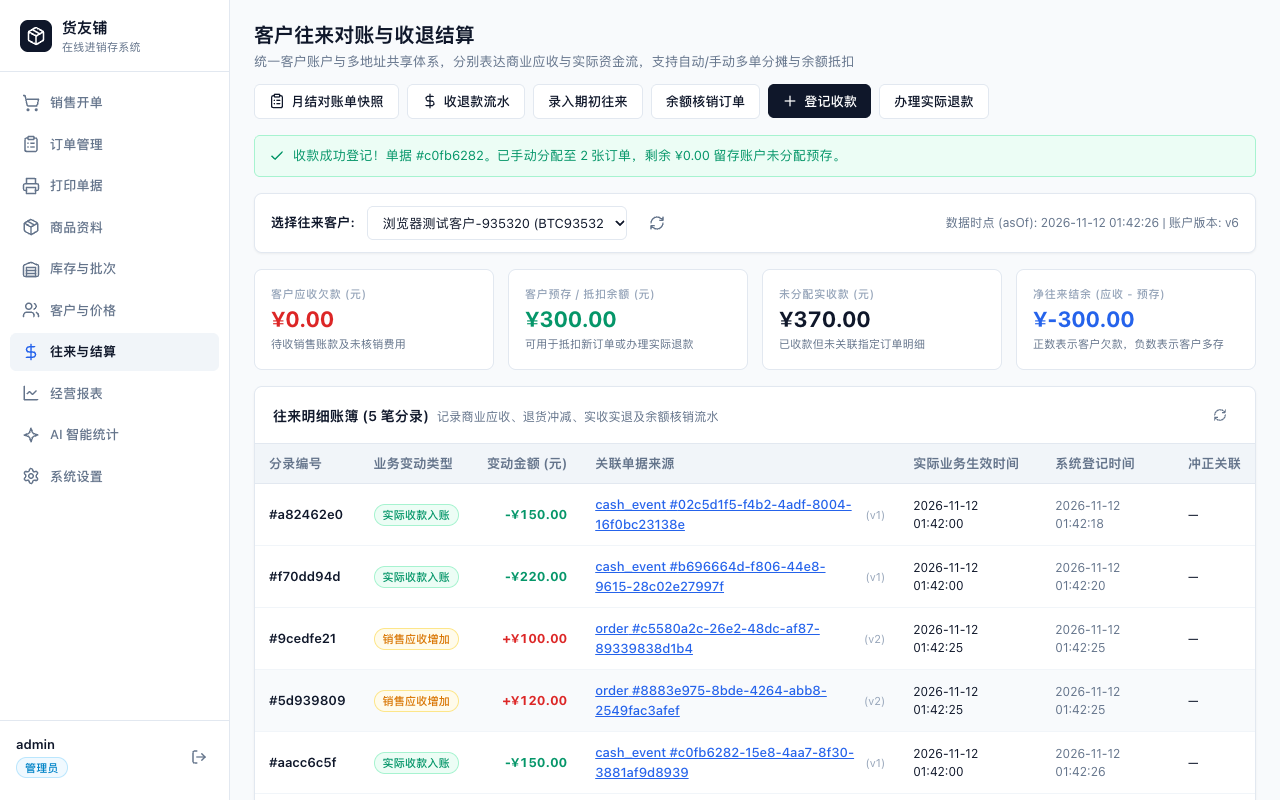 货友铺
在线进销存系统
销售开单
订单管理
打印单据
商品资料
库存与批次
客户与价格
往来与结算
经营报表
AI 智能统计
系统设置
admin
管理员
客户往来对账与收退结算
统一客户账户与多地址共享体系，分别表达商业应收与实际资金流，支持自动/手动多单分摊与余额抵扣
月结对账单快照
收退款流水
录入期初往来
余额核销订单
登记收款
办理实际退款
收款成功登记！单据 #c0fb6282。已手动分配至 2 张订单，剩余 ¥0.00 留存账户未分配预存。
选择往来客户:
浏览器测试客户-935320 (BTC93532
数据时点 (asOf): 2026-11-12 01:42:26 | 账户版本: v6
客户应收欠款 (元)
¥0.00
待收销售账款及未核销费用
客户预存 / 抵扣余额 (元)
¥300.00
可用于抵扣新订单或办理实际退款
未分配实收款 (元)
¥370.00
已收款但未关联指定订单明细
净往来结余 (应收 - 预存)
¥-300.00
正数表示客户欠款，负数表示客户多存
往来明细账簿 (5 笔分录) 记录商业应收、退货冲减、实收实退及余额核销流水
分录编号 业务变动类型 变动金额 (元) 关联单据来源 实际业务生效时间 系统登记时间 冲正关联
#a82462e0 实际收款入账 -¥150.00 cash_event #02c5d1f5-f4b2-4adf-8004-16f0bc23138e (v1) 2026-11-12 01:42:00 2026-11-12 01:42:18 —
#f70dd94d 实际收款入账 -¥220.00 cash_event #b696664d-f806-44e8-9615-28c02e27997f (v1) 2026-11-12 01:42:00 2026-11-12 01:42:20 —
#9cedfe21 销售应收增加 +¥100.00 order #c5580a2c-26e2-48dc-af87-89339838d1b4 (v2) 2026-11-12 01:42:25 2026-11-12 01:42:25 —
#5d939809 销售应收增加 +¥120.00 order #8883e975-8bde-4264-abb8-2549fac3afef (v2) 2026-11-12 01:42:25 2026-11-12 01:42:25 —
#aacc6c5f 实际收款入账 -¥150.00 cash_event #c0fb6282-15e8-4aa7-8f30-3881af9d8939 (v1) 2026-11-12 01:42:00 2026-11-12 01:42:26 —